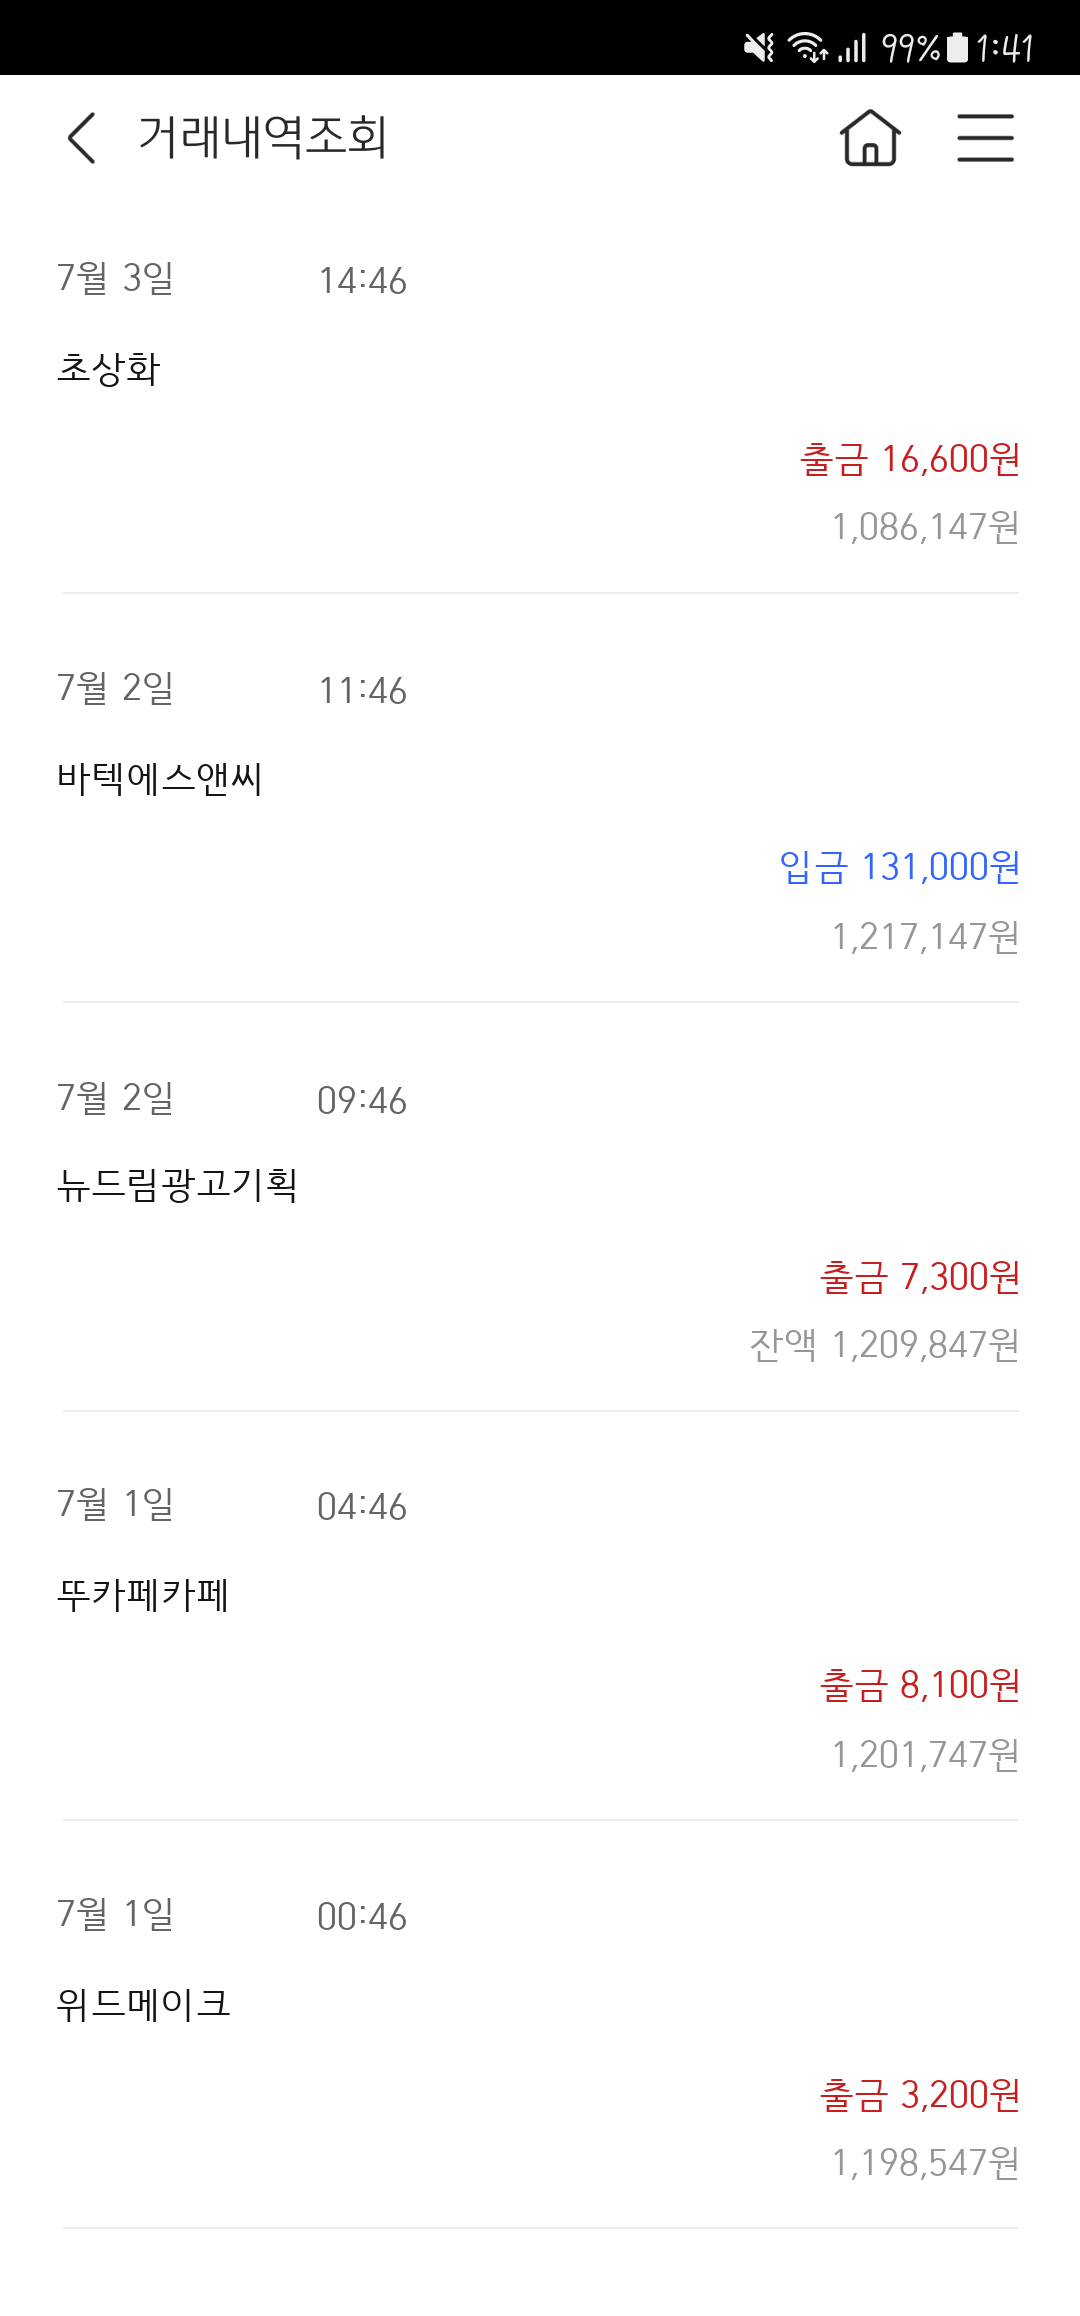 99% 1:41
거래내역조회
7월 3일 14:46
초상화
출금 16,600원
1,086,147원
7월 2일 11:46
바텍에스앤씨
입금 131,000원
1,217,147원
7월 2일 09:46
뉴드림광고기획
출금 7,300원
잔액 1,209,847원
7월 1일 04:46
뚜카페카페
출금 8,100원
1,201,747원
7월 1일 00:46
위드메이크
출금 3,200원
1,198,547원